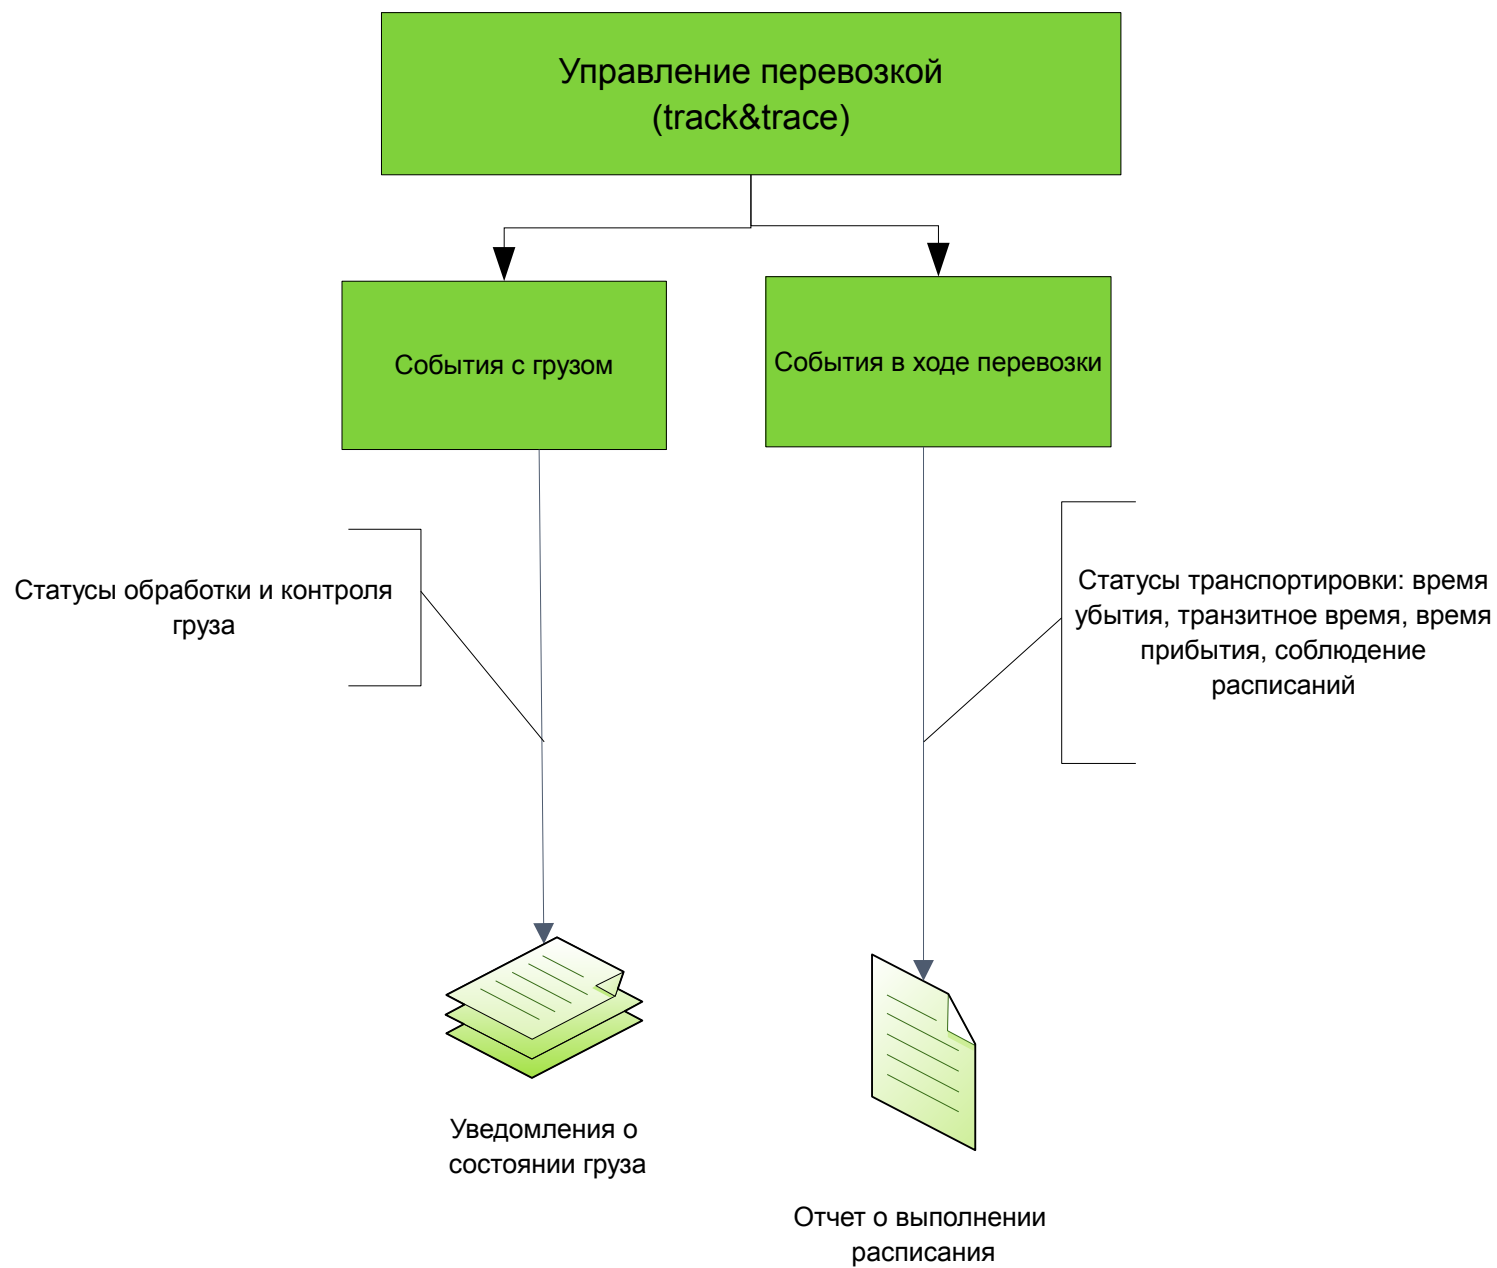 Управление перевозкой
(track&trace)
События с грузом
События в ходе перевозки
Статусы обработки и контроля
груза
Статусы транспортировки: время
убытия, транзитное время, время
прибытия, соблюдение
расписаний
Уведомления о
состоянии груза
Отчет о выполнении
расписания